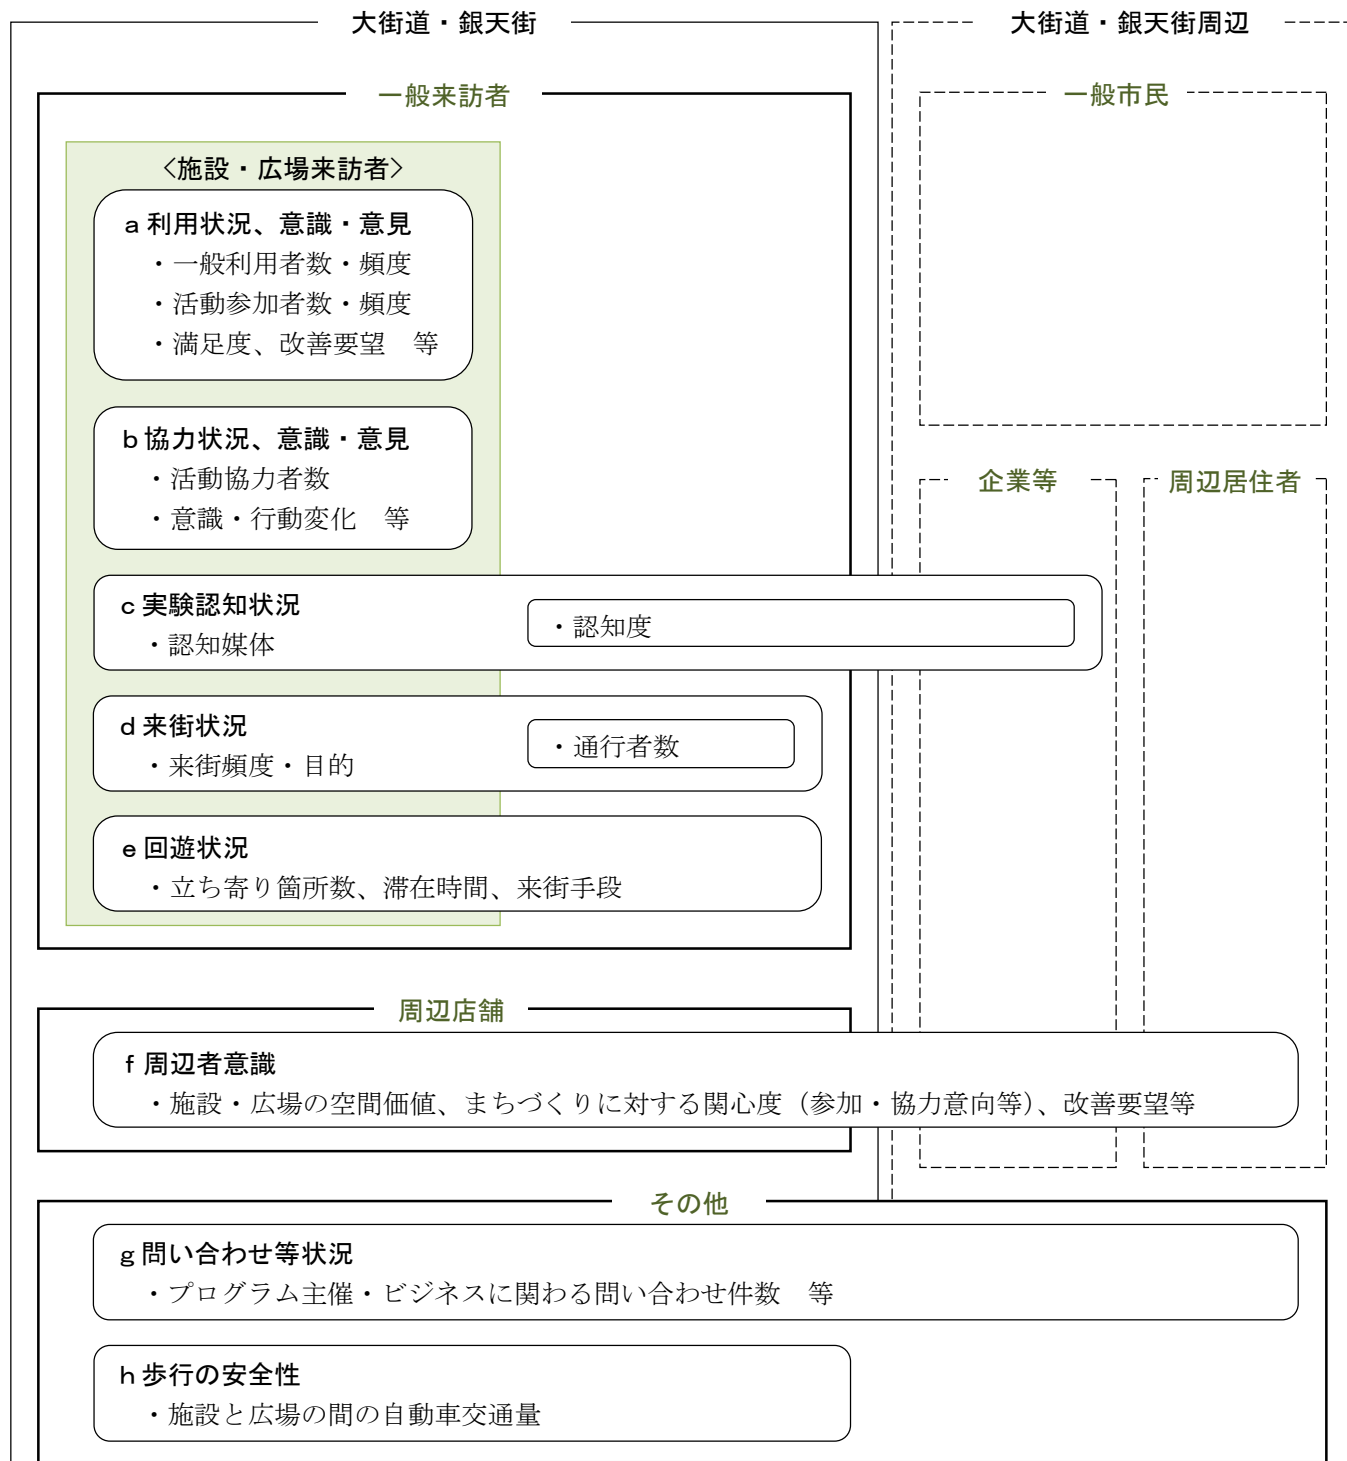 大街道・銀天街
大街道・銀天街周辺
一般来訪者
一般市民
<施設・広場来訪者>
a 利用状況、意識・意見
・一般利用者数・頻度
・活動参加者数・頻度
・満足度、改善要望　等
b 協力状況、意識・意見
・活動協力者数
・意識・行動変化　等
企業等
周辺居住者
c 実験認知状況
・認知媒体
・認知度
d 来街状況
・来街頻度・目的
・通行者数
e 回遊状況
・立ち寄り箇所数、滞在時間、来街手段
周辺店舗
f 周辺者意識
・施設・広場の空間価値、まちづくりに対する関心度（参加・協力意向等）、改善要望等
その他
g 問い合わせ等状況
・プログラム主催・ビジネスに関わる問い合わせ件数　等
h 歩行の安全性
・施設と広場の間の自動車交通量